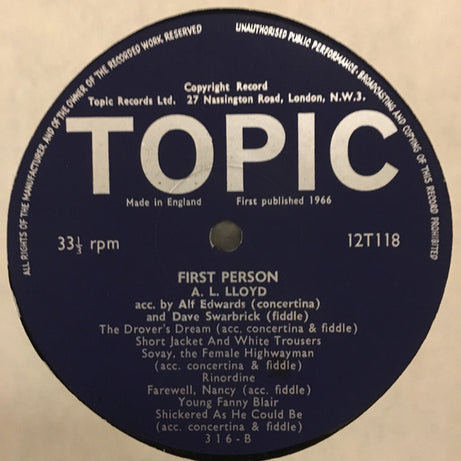 ALL RIGHTS OF THE MANUFACTURER, AND OF THE OWNER OF THE RECORDED WORK, RESERVED
UNAUTHORISED PUBLIC PERFORMANCE, BROADCASTING AND COPYING OF THIS RECORD PROHIBITED
Copyright Record
Topic Records Ltd. 27 Nassington Road, London, N.W.3.
TOPIC
Made in England First published 1966
33⅓ rpm 12T118
FIRST PERSON
A. L. LLOYD
acc. by Alf Edwards (concertina)
and Dave Swarbrick (fiddle)
The Drover's Dream (acc. concertina & fiddle)
Short Jacket And White Trousers
Sovay, the Female Highwayman
(acc. concertina & fiddle)
Rinordine
Farewell, Nancy (acc. fiddle)
Young Fanny Blair
Shickered As He Could Be
(acc. concertina & fiddle)
316-B